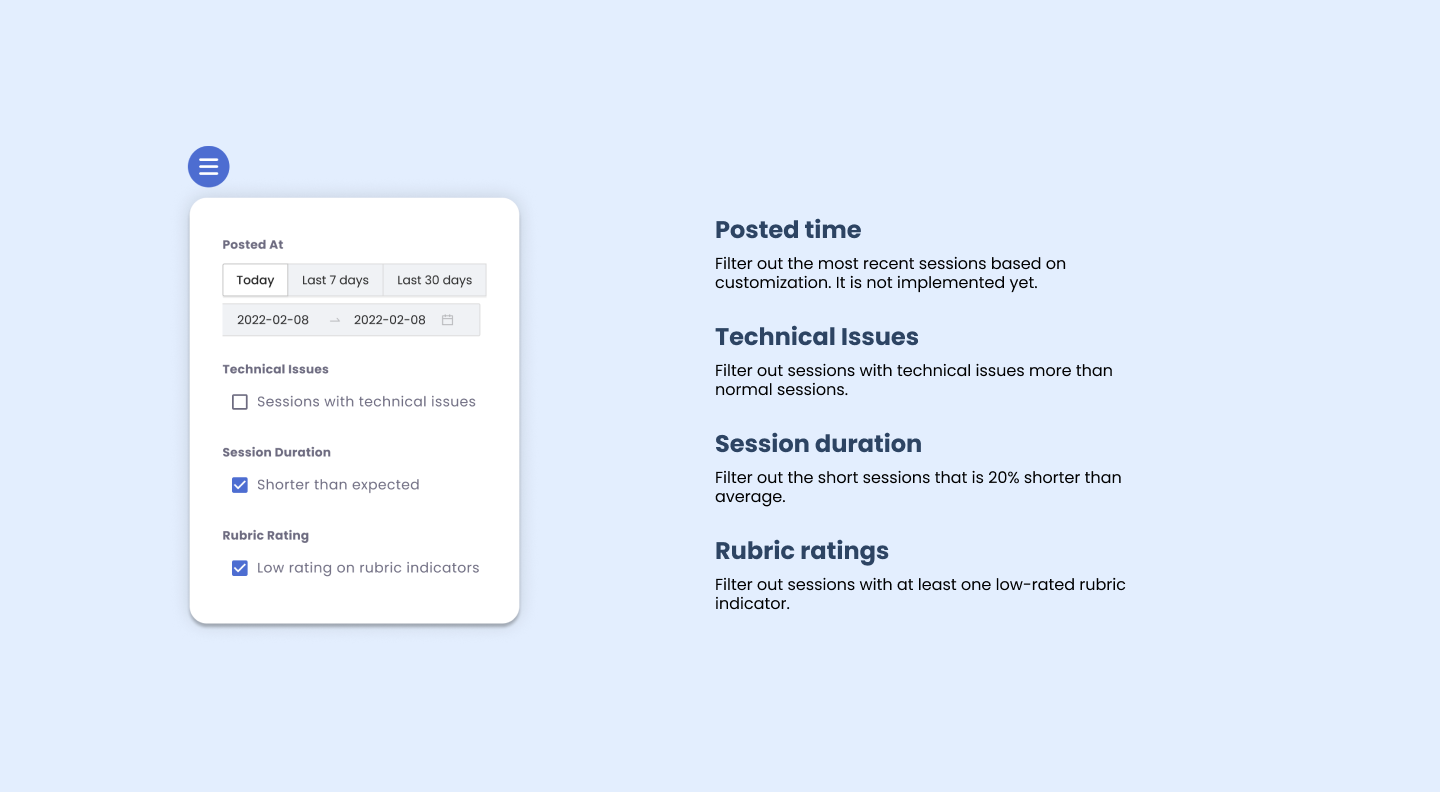 Posted At
Today Last 7 days Last 30 days
2022-02-08 → 2022-02-08
Technical Issues
Sessions with technical issues
Session Duration
Shorter than expected
Rubric Rating
Low rating on rubric indicators
Posted time
Filter out the most recent sessions based on
customization. It is not implemented yet.
Technical Issues
Filter out sessions with technical issues more than
normal sessions.
Session duration
Filter out the short sessions that is 20% shorter than
average.
Rubric ratings
Filter out sessions with at least one low-rated rubric
indicator.